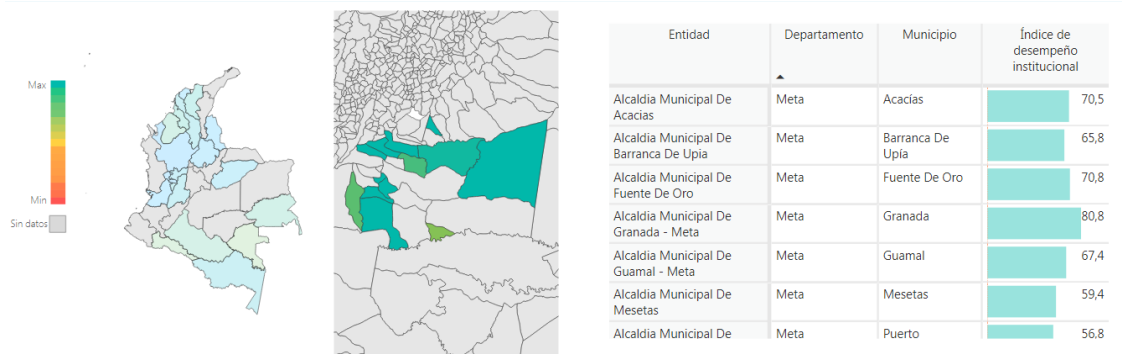 Max
Min
Sin datos
Entidad Departamento Municipio Índice de
desempeño
institucional
Alcaldia Municipal De Meta Acacías 70,5
Acacias
Alcaldia Municipal De Meta Barranca De 65,8
Barranca De Upia Upía
Alcaldia Municipal De Meta Fuente De Oro 70,8
Fuente De Oro
Alcaldia Municipal De Meta Granada 80,8
Granada - Meta
Alcaldia Municipal De Meta Guamal 67,4
Guamal - Meta
Alcaldia Municipal De Meta Mesetas 59,4
Mesetas
Alcaldia Municipal De Meta Puerto 56,8